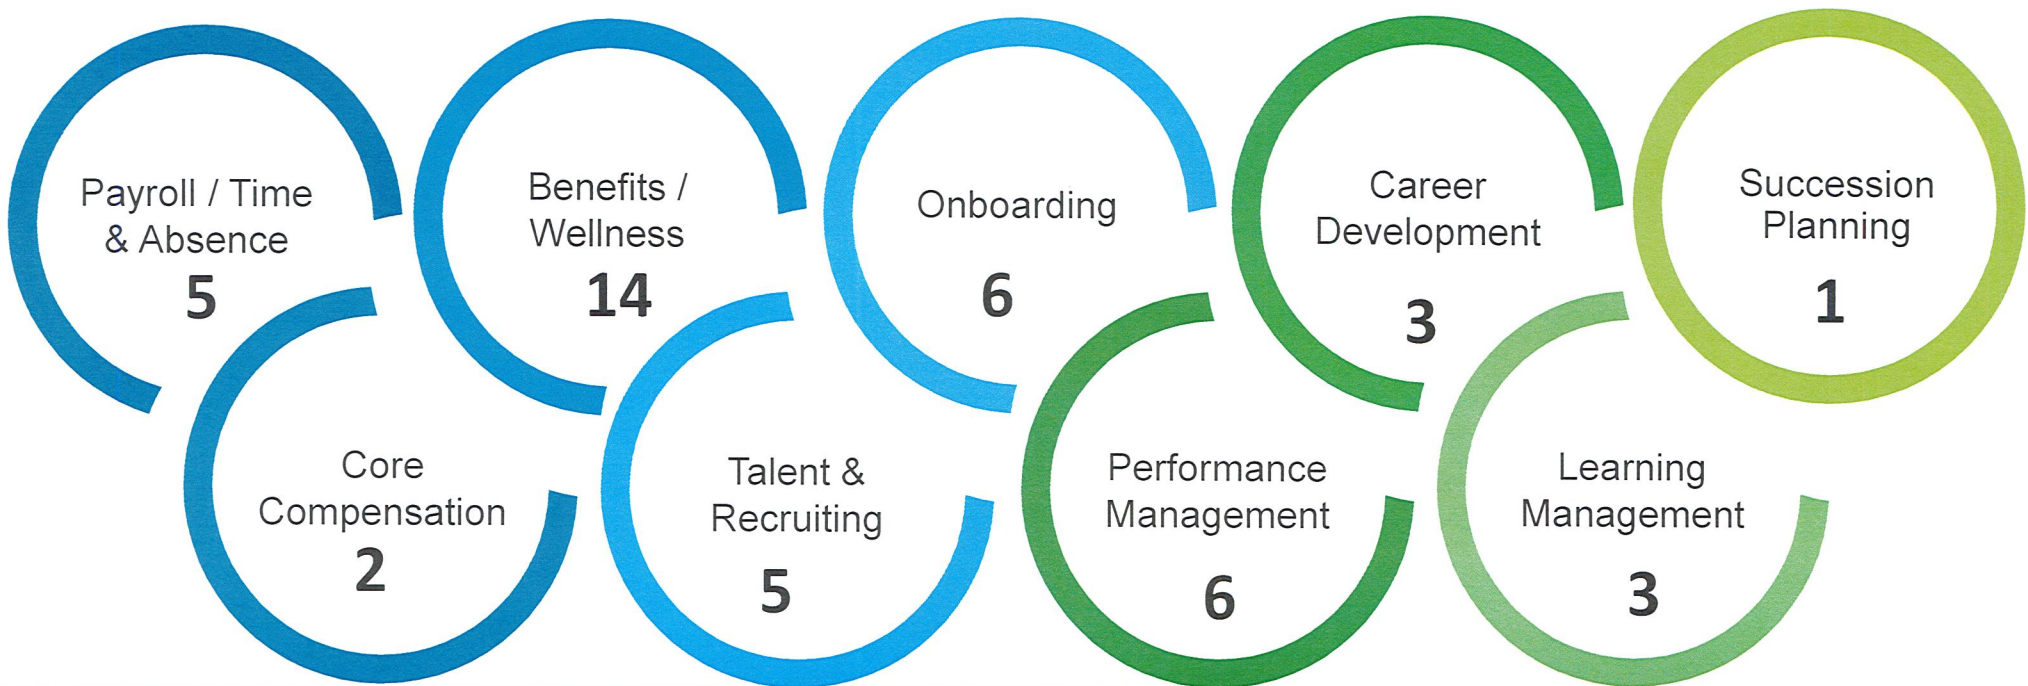 Payroll / Time
& Absence
5
Core
Compensation
2
Benefits /
Wellness
14
Talent &
Recruiting
5
Onboarding
6
Performance
Management
6
Career
Development
3
Learning
Management
3
Succession
Planning
1